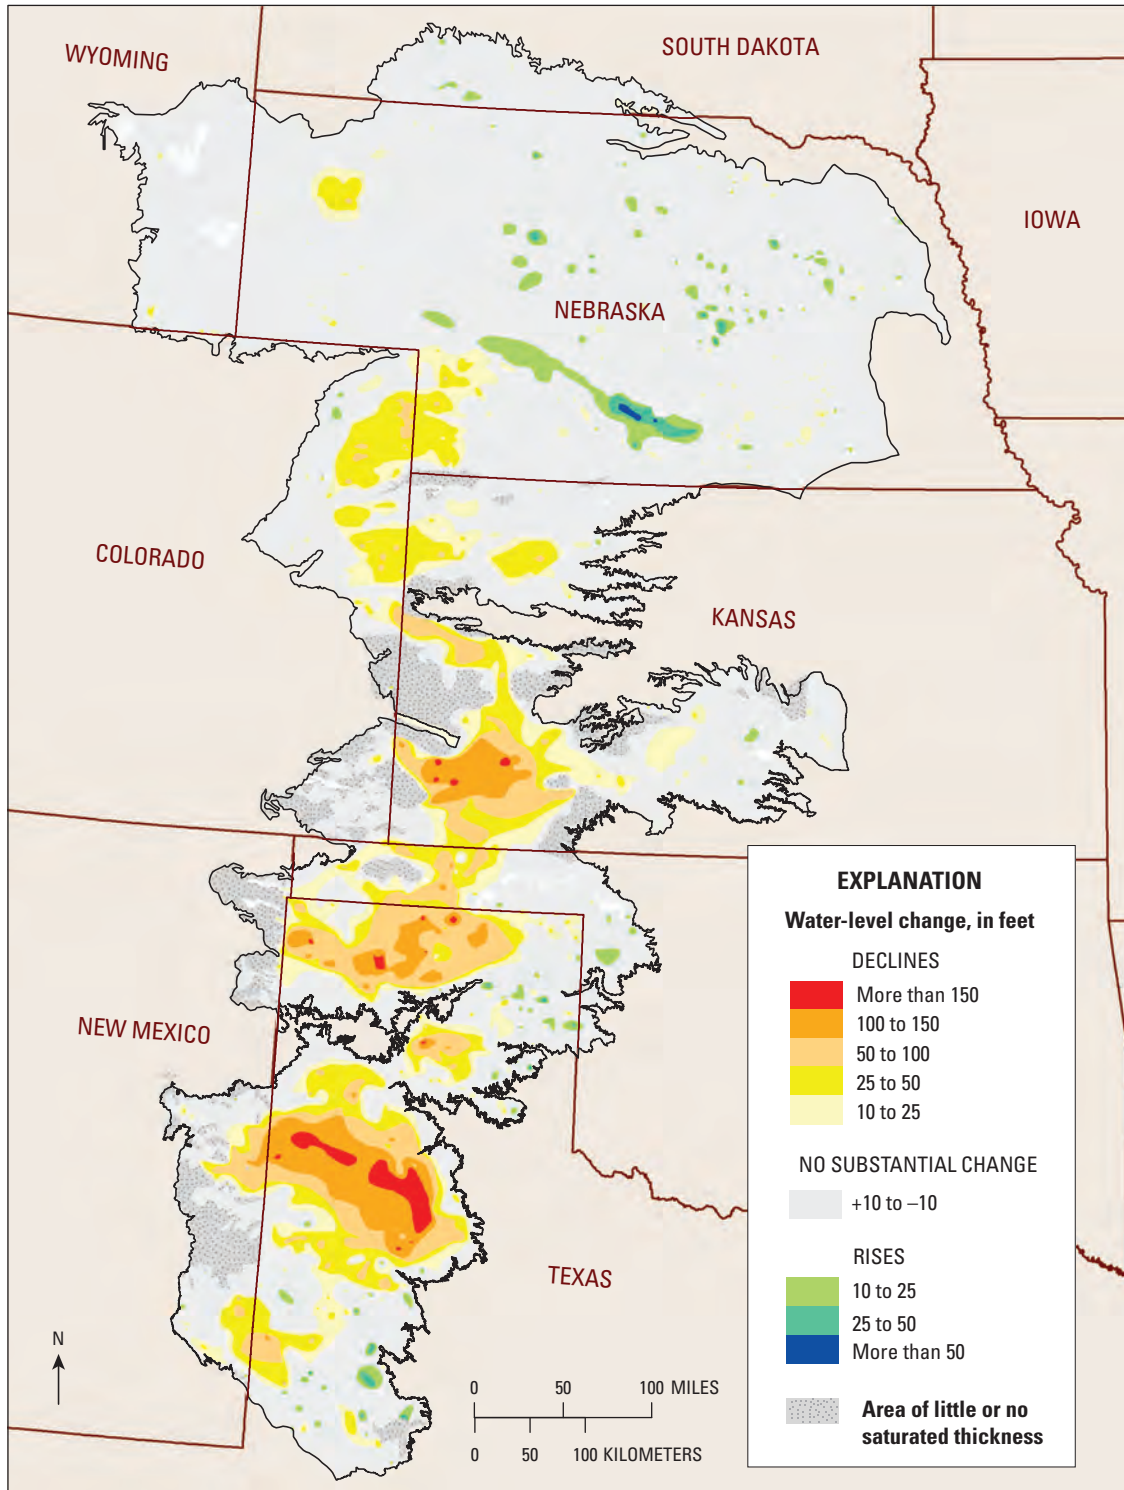 WYOMING
SOUTH DAKOTA
IOWA
NEBRASKA
COLORADO
KANSAS
NEW MEXICO
TEXAS
EXPLANATION
Water-level change, in feet
DECLINES
More than 150
100 to 150
50 to 100
25 to 50
10 to 25
NO SUBSTANTIAL CHANGE
+10 to –10
RISES
10 to 25
25 to 50
More than 50
Area of little or no
saturated thickness
N
0 50 100 MILES
0 50 100 KILOMETERS